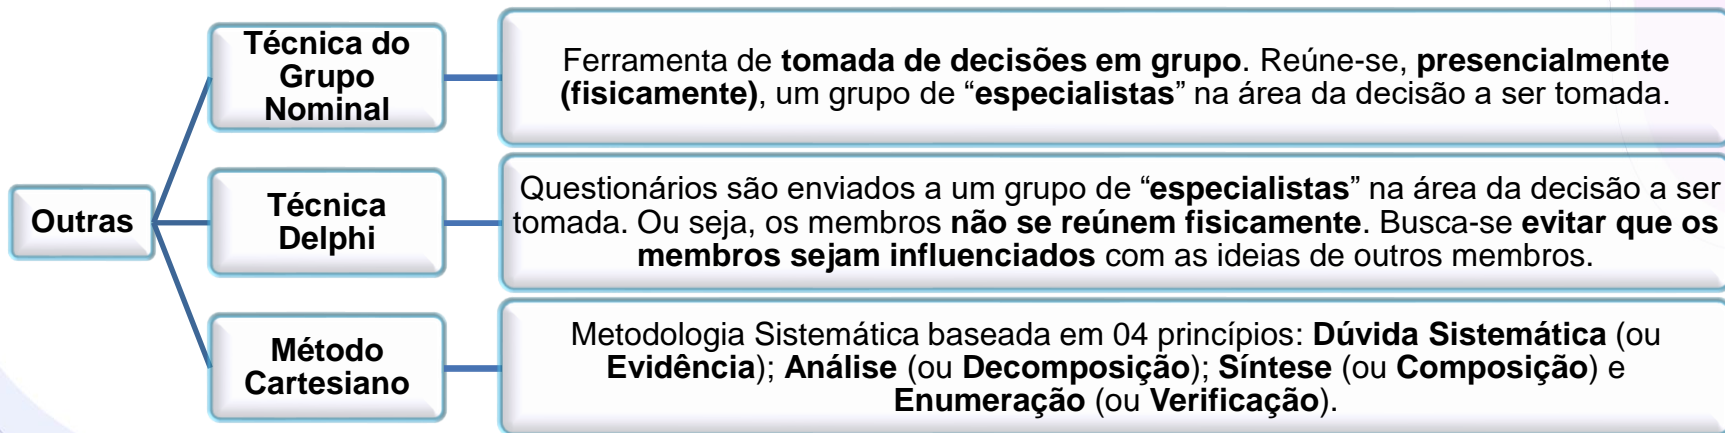 Outras
Técnica do
Grupo
Nominal
Ferramenta de tomada de decisões em grupo. Reúne-se, presencialmente
(fisicamente), um grupo de “especialistas” na área da decisão a ser tomada.
Técnica
Delphi
Questionários são enviados a um grupo de “especialistas” na área da decisão a ser
tomada. Ou seja, os membros não se reúnem fisicamente. Busca-se evitar que os
membros sejam influenciados com as ideias de outros membros.
Método
Cartesiano
Metodologia Sistemática baseada em 04 princípios: Dúvida Sistemática (ou
Evidência); Análise (ou Decomposição); Síntese (ou Composição) e
Enumeração (ou Verificação).